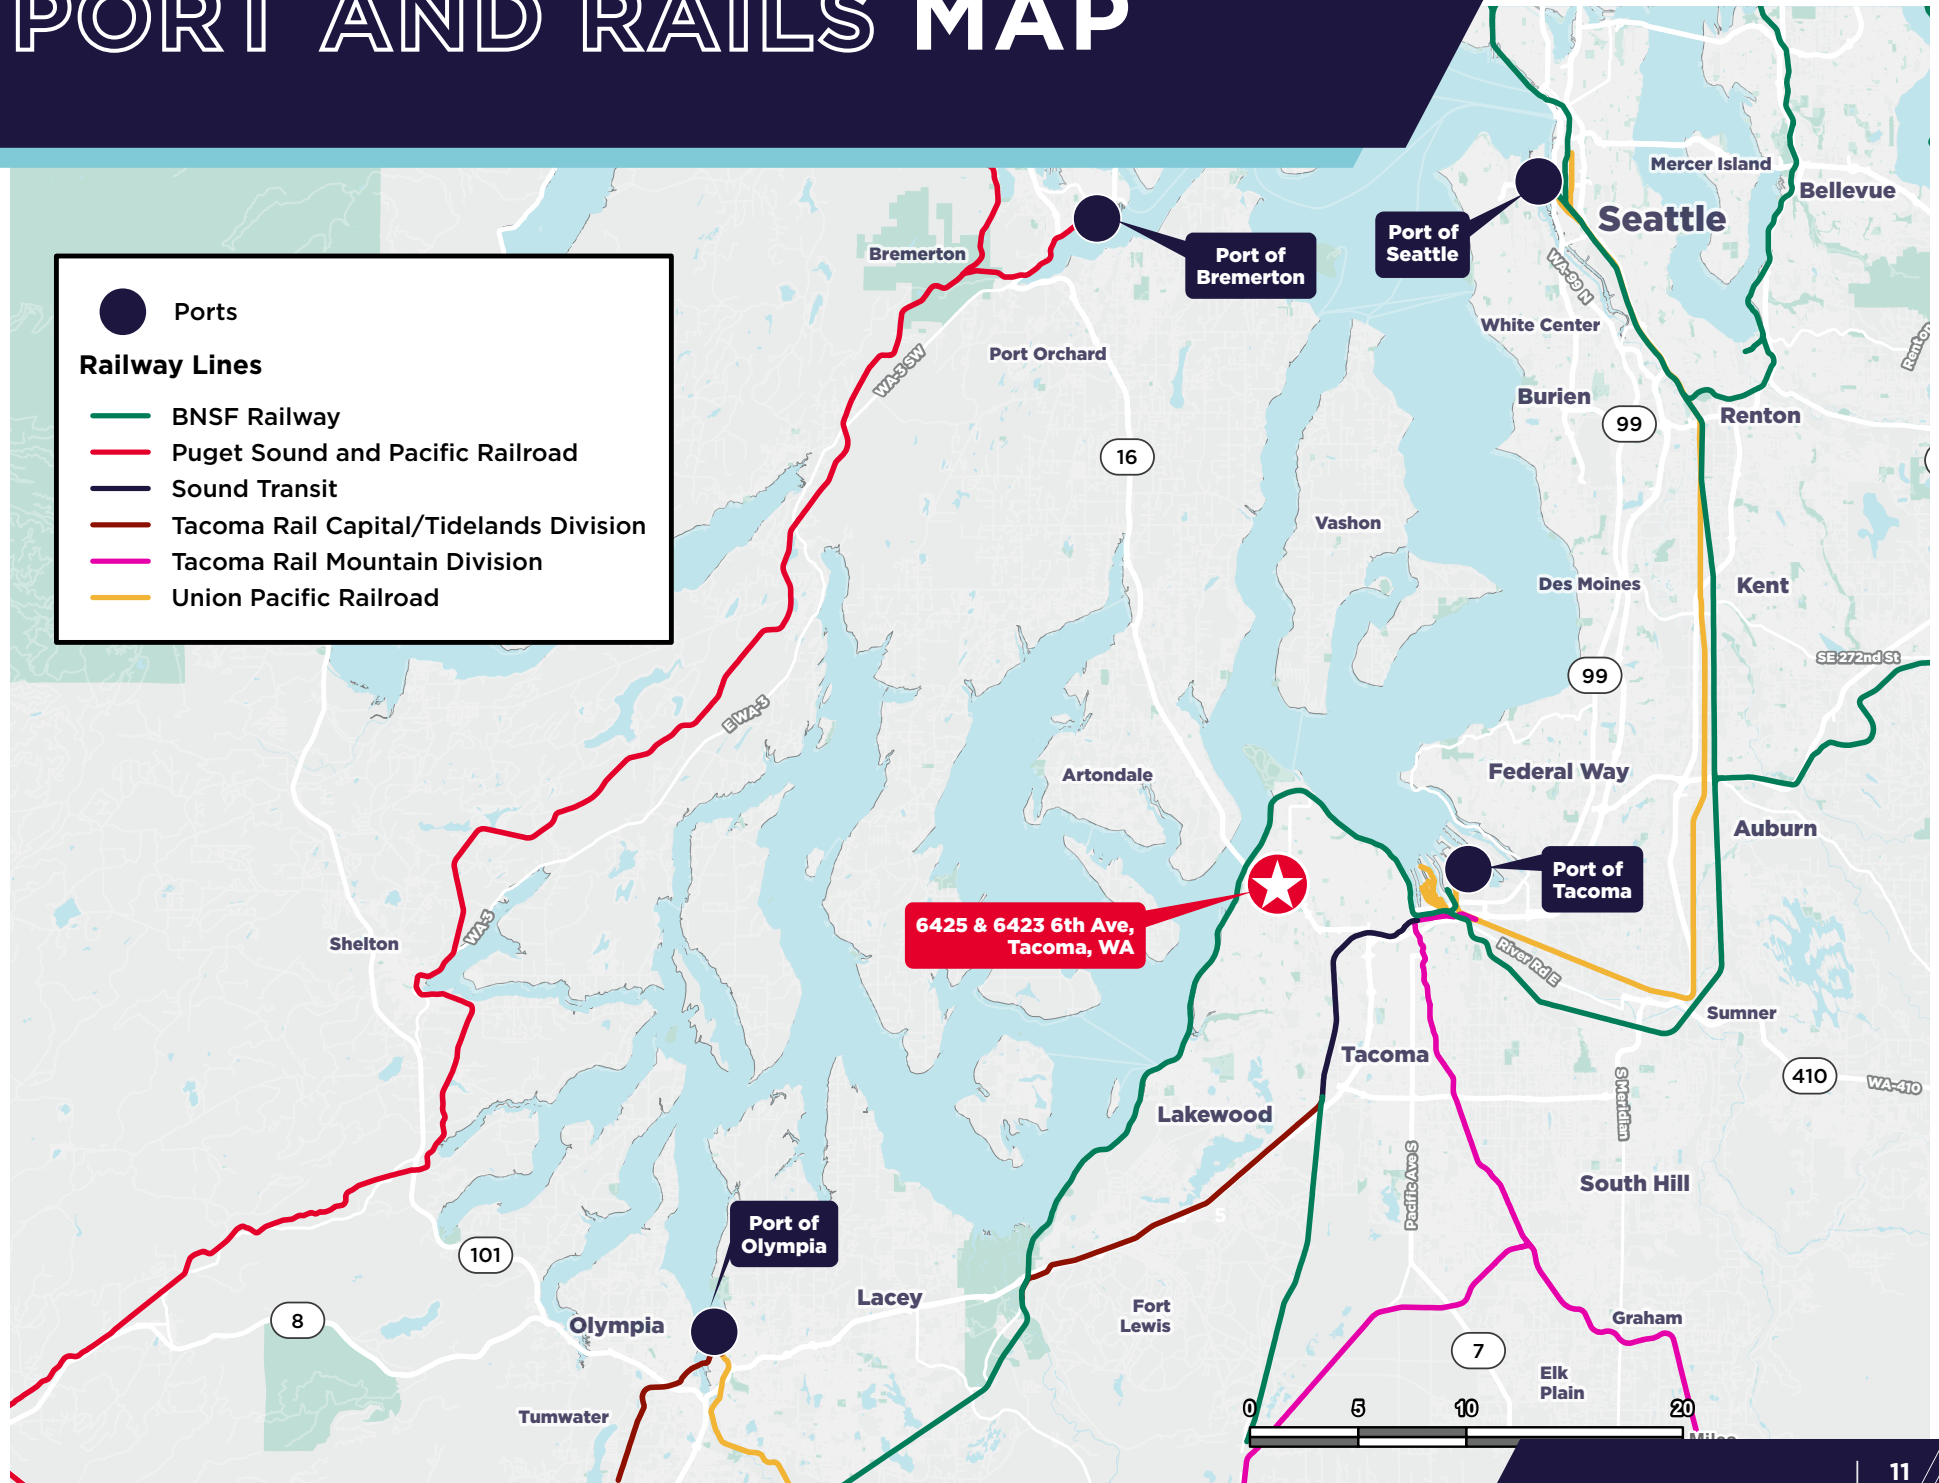 PORT AND RAILS MAP
Ports
Railway Lines
BNSF Railway
Puget Sound and Pacific Railroad
Sound Transit
Tacoma Rail Capital/Tidelands Division
Tacoma Rail Mountain Division
Union Pacific Railroad
Mercer Island
Bellevue
Seattle
Port of
Seattle
Bremerton
Port of
Bremerton
WA-99 N
White Center
Port Orchard
WA-3 SW
Burien
99
Renton
Renton
16
Vashon
Des Moines
Kent
SE 272nd St
99
E WA-3
Artondale
Federal Way
Auburn
Port of
Tacoma
6425 & 6423 6th Ave,
Tacoma, WA
WA-3
Shelton
River Rd E
Sumner
Tacoma
410
WA-410
S Meridian
Lakewood
Pacific Ave S
South Hill
5
Port of
Olympia
101
8
Olympia
Lacey
Fort
Lewis
Graham
7
Elk
Plain
Tumwater
0 5 10 20
Miles
11